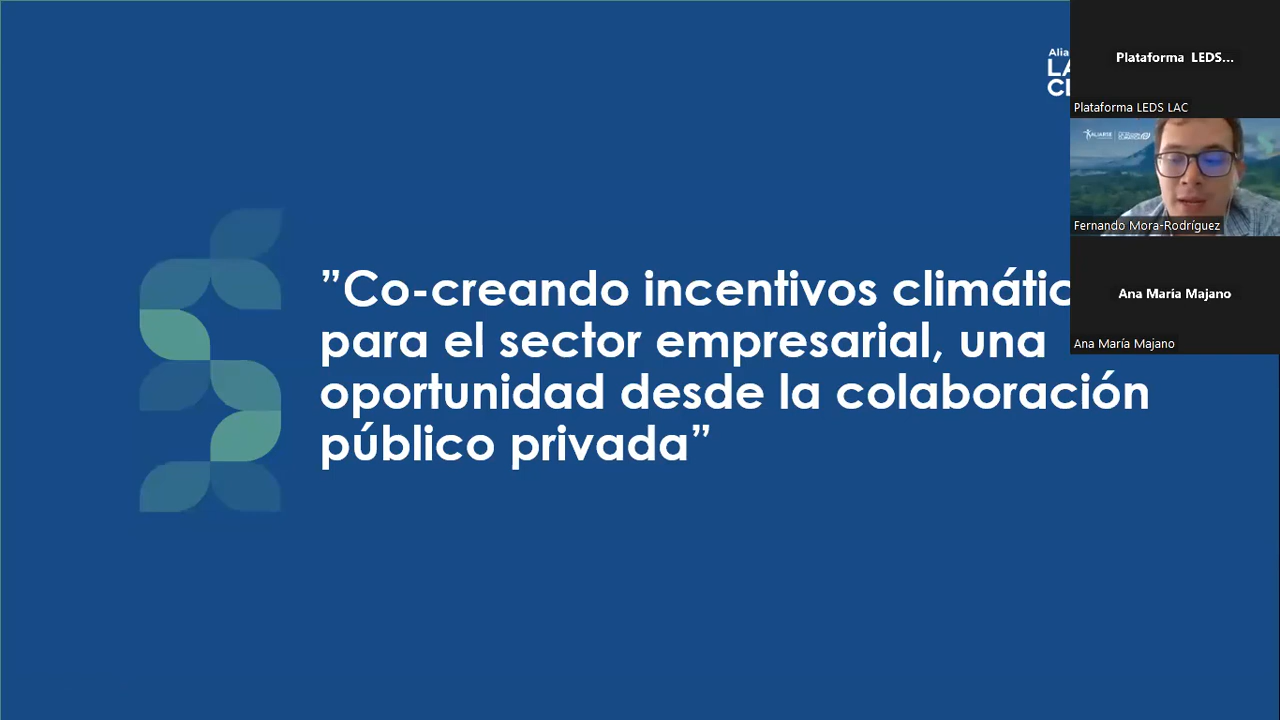 ”Co-creando incentivos
para el sector empresarial, una
oportunidad desde la colaboración
público privada”
Plataforma LEDS...
Plataforma LEDS LAC
Fernando Mora-Rodríguez
Ana María Majano
Ana María Majano